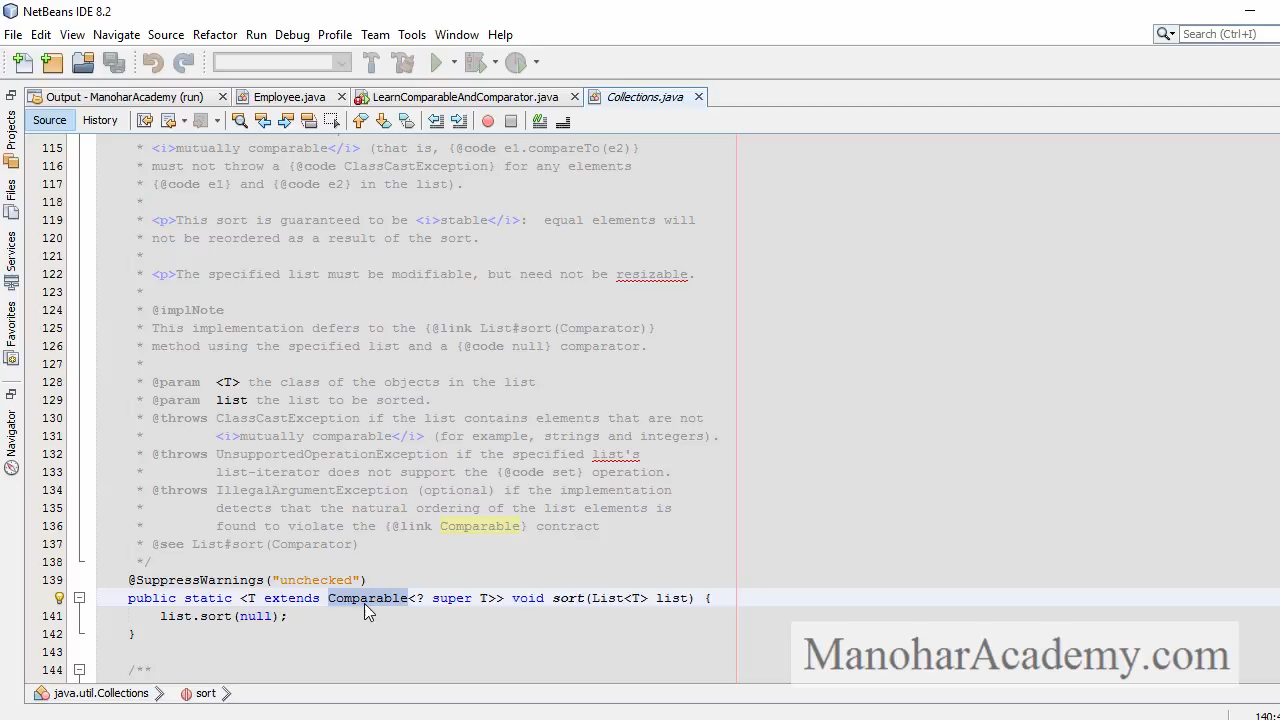 NetBeans IDE 8.2
File Edit View Navigate Source Refactor Run Debug Profile Team Tools Window Help
Search (Ctrl+I)
Output - ManoharAcademy (run) Employee.java LearnComparableAndComparator.java Collections.java
Source History
Projects
Files
Services
Favorites
Navigator
115 * <i>mutually comparable</i> (that is, {@code e1.compareTo(e2)}
116 * must not throw a {@code ClassCastException} for any elements
117 * {@code e1} and {@code e2} in the list).
118 *
119 * <p>This sort is guaranteed to be <i>stable</i>:  equal elements will
120 * not be reordered as a result of the sort.
121 *
122 * <p>The specified list must be modifiable, but need not be resizable.
123 *
124 * @implNote
125 * This implementation defers to the {@link List#sort(Comparator)}
126 * method using the specified list and a {@code null} comparator.
127 *
128 * @param  <T> the class of the objects in the list
129 * @param  list the list to be sorted.
130 * @throws ClassCastException if the list contains elements that are not
131 *         <i>mutually comparable</i> (for example, strings and integers).
132 * @throws UnsupportedOperationException if the specified list's
133 *         list-iterator does not support the {@code set} operation.
134 * @throws IllegalArgumentException (optional) if the implementation
135 *         detects that the natural ordering of the list elements is
136 *         found to violate the {@link Comparable} contract
137 * @see List#sort(Comparator)
138 */
139 @SuppressWarnings("unchecked")
public static <T extends Comparable<? super T>> void sort(List<T> list) {
141     list.sort(null);
142 }
143
144 /**
ManoharAcademy.com
java.util.Collections sort